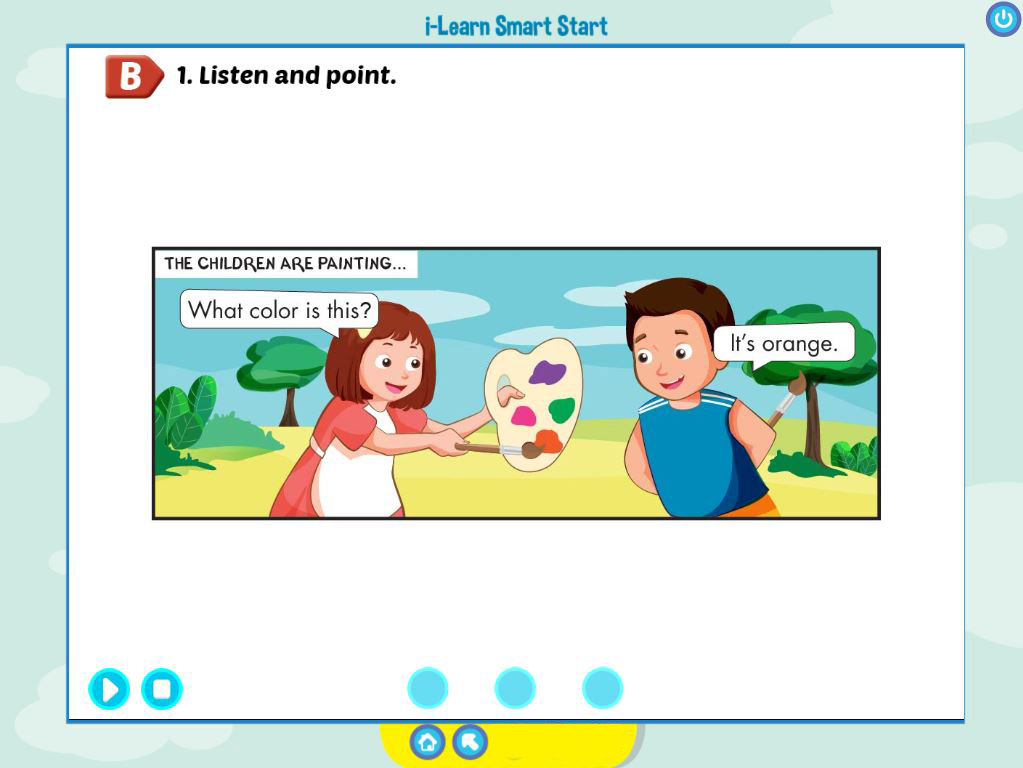 i-Learn Smart Start
B 1. Listen and point.
THE CHILDREN ARE PAINTING...
What color is this?
It's orange.